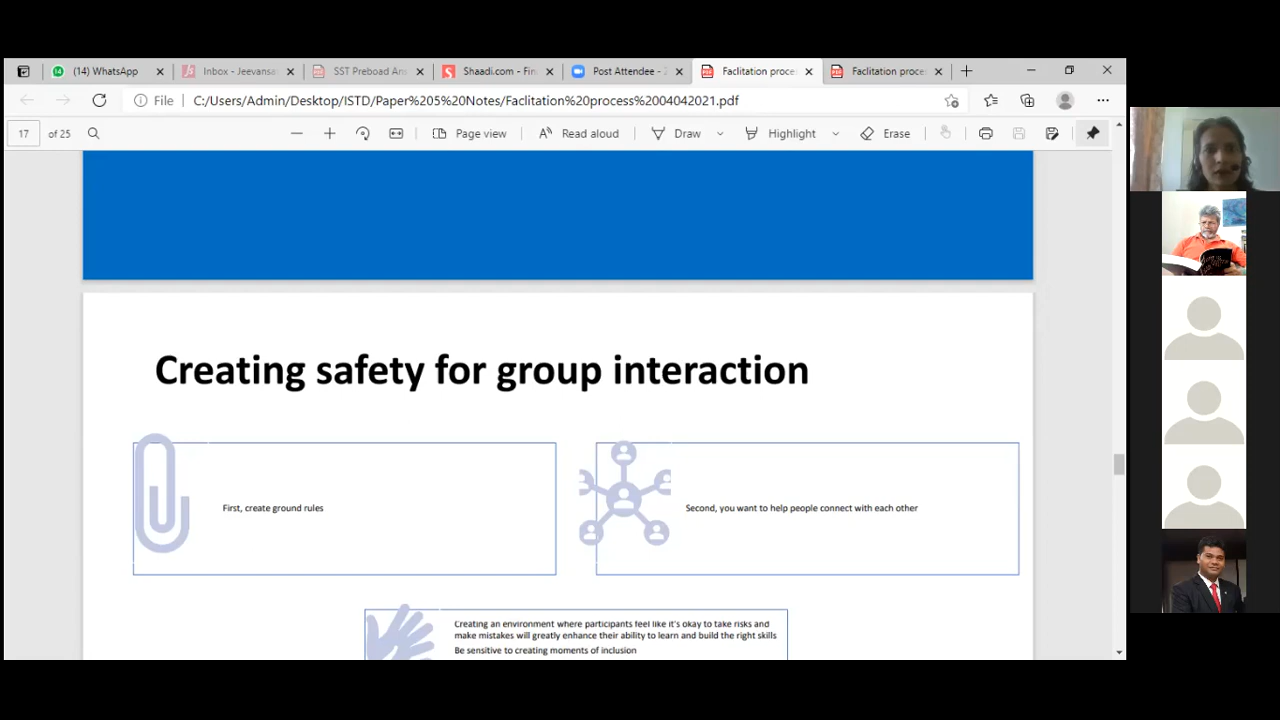 (14) WhatsApp
Inbox - Jeevansa
SST Preboad An
Shaadi.com - Fin
Post Attendee - 2
Faclitation proce
Faclitation proce
File
C:/Users/Admin/Desktop/ISTD/Paper%205%20Notes/Faclitation%20process%2004042021.pdf
17 of 25
Page view
Read aloud
Draw
Highlight
Erase
Creating safety for group interaction
First, create ground rules
Second, you want to help people connect with each other
Creating an environment where participants feel like it's okay to take risks and
make mistakes will greatly enhance their ability to learn and build the right skills
Be sensitive to creating moments of inclusion